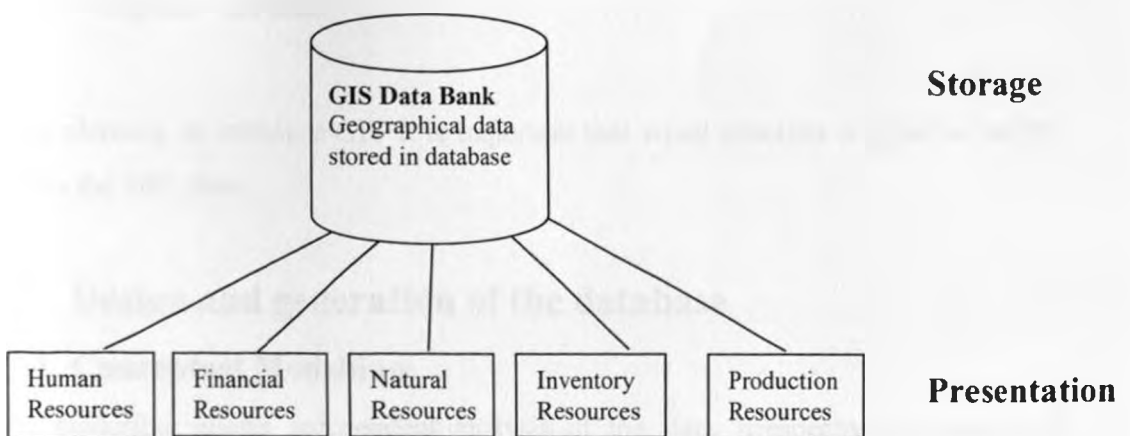 Storage
GIS Data Bank
Geographical data
stored in database
Design and generation of the database
Human
Resources
Financial
Resources
Natural
Resources
Inventory
Resources
Production
Resources
Presentation